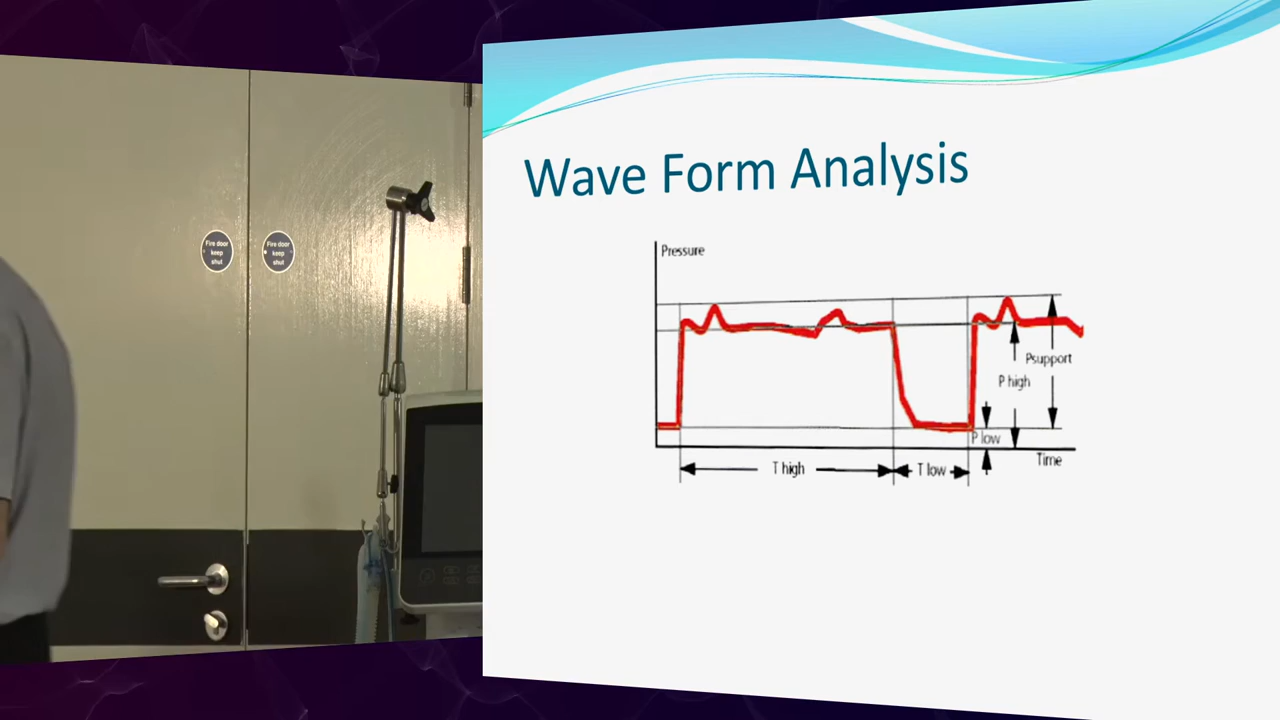 Fire door
keep
shut
Fire door
keep
shut
Wave Form Analysis
Pressure
Psupport
P high
P low
Time
T high
T low